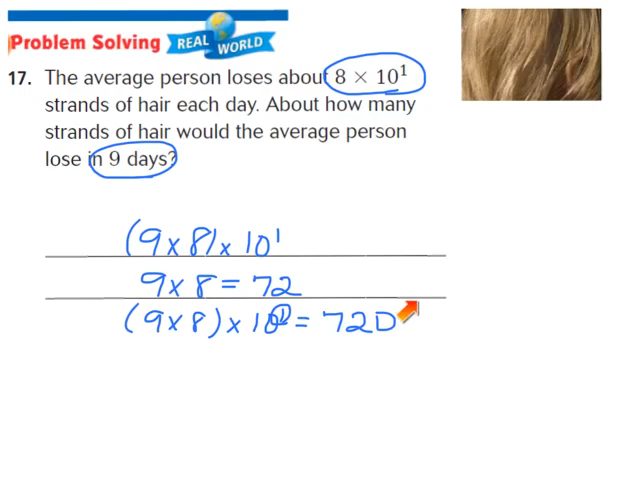 Problem Solving REAL WORLD
17. The average person loses about 8 × 10¹
strands of hair each day. About how many
strands of hair would the average person
lose in 9 days?
(9 x 8) x 10¹
9 x 8 = 72
(9 x 8) x 10¹ = 720